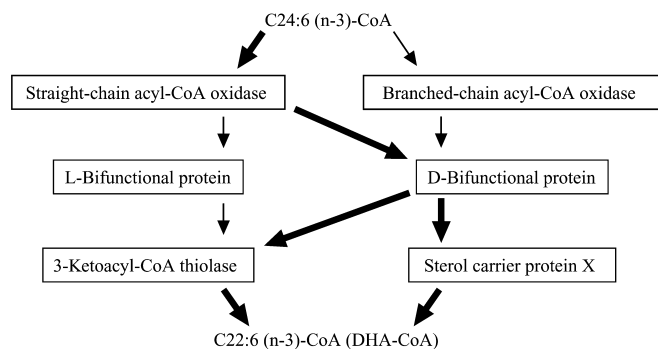 C24:6 (n-3)-CoA
Straight-chain acyl-CoA oxidase
Branched-chain acyl-CoA oxidase
L-Bifunctional protein
D-Bifunctional protein
3-Ketoacyl-CoA thiolase
Sterol carrier protein X
C22:6 (n-3)-CoA (DHA-CoA)